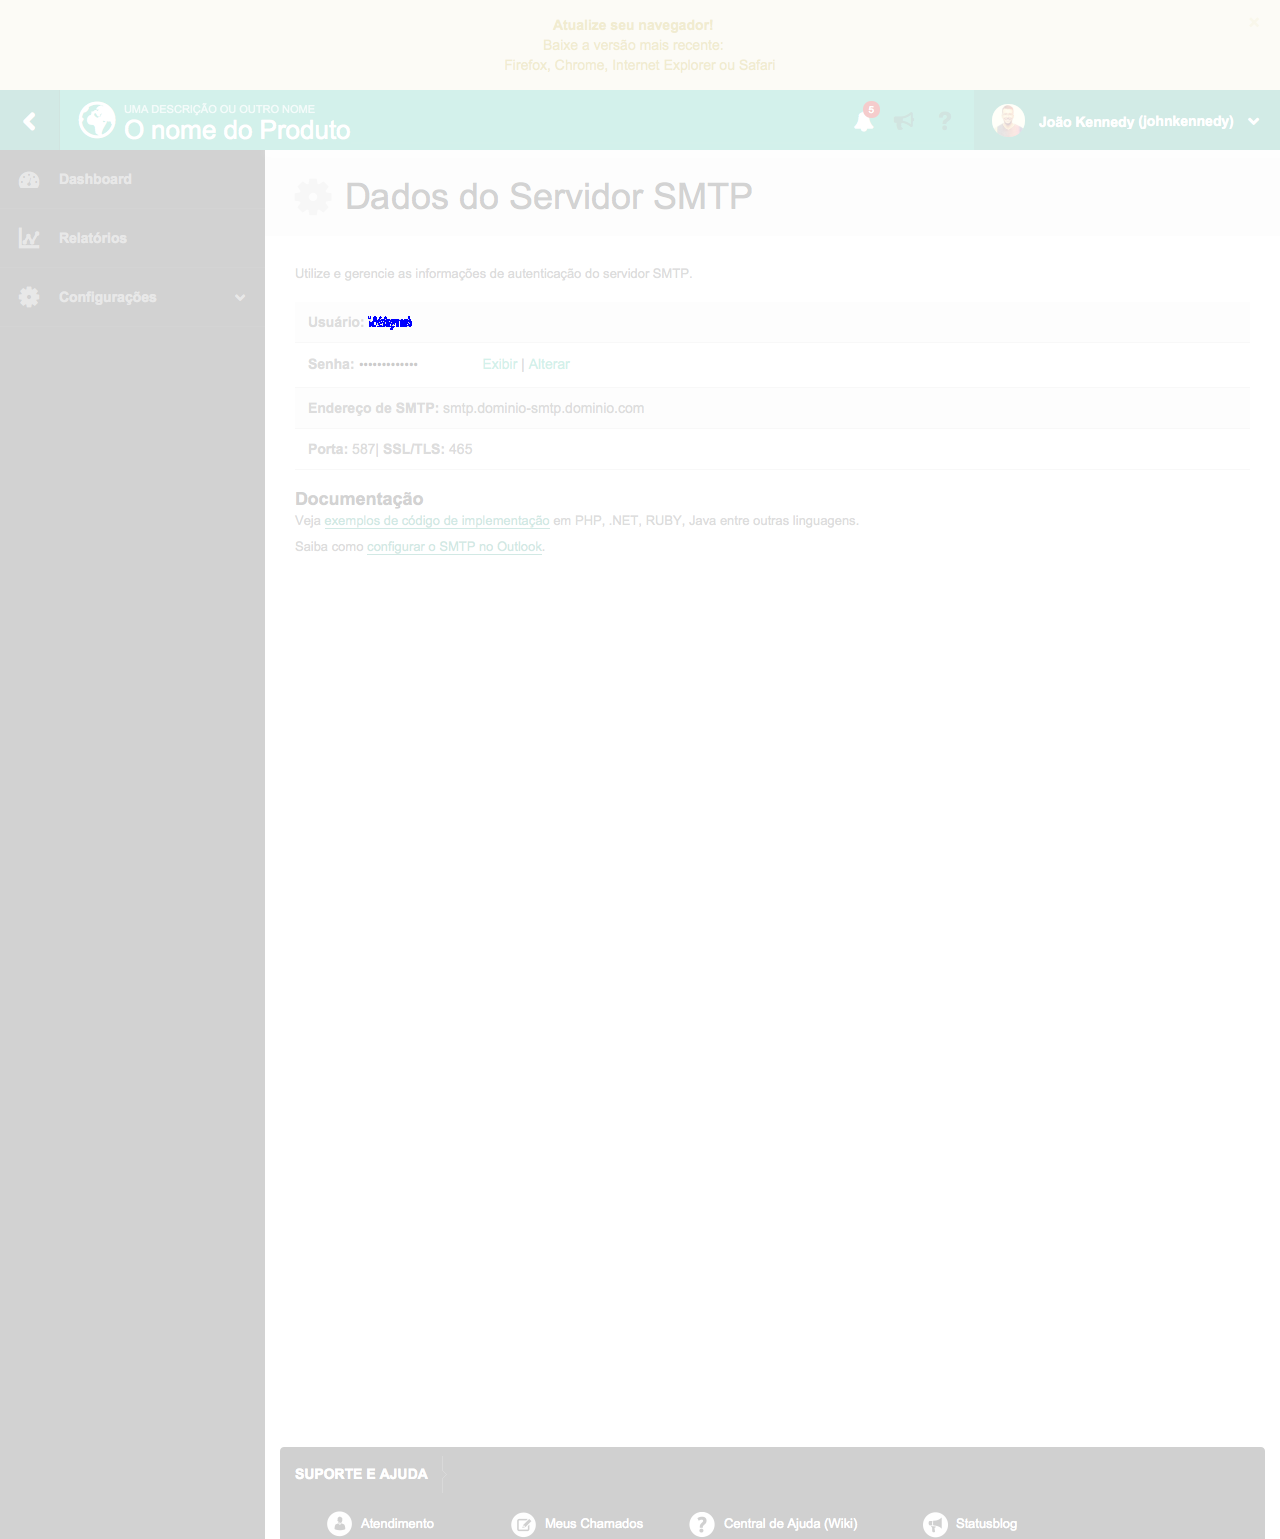 Atualize seu navegador!
Baixe a versão mais recente:
Firefox, Chrome, Internet Explorer ou Safari
UMA DESCRIÇÃO OU OUTRO NOME
O nome do Produto
5
João Kennedy (johnkennedy)
Dashboard
Relatórios
Configurações
Dados do Servidor SMTP
Utilize e gerencie as informações de autenticação do servidor SMTP.
Usuário:
Senha: ••••••••••••• Exibir | Alterar
Endereço de SMTP: smtp.dominio-smtp.dominio.com
Porta: 587| SSL/TLS: 465
Documentação
Veja exemplos de código de implementação em PHP, .NET, RUBY, Java entre outras linguagens.
Saiba como configurar o SMTP no Outlook.
SUPORTE E AJUDA
Atendimento Meus Chamados Central de Ajuda (Wiki) Statusblog